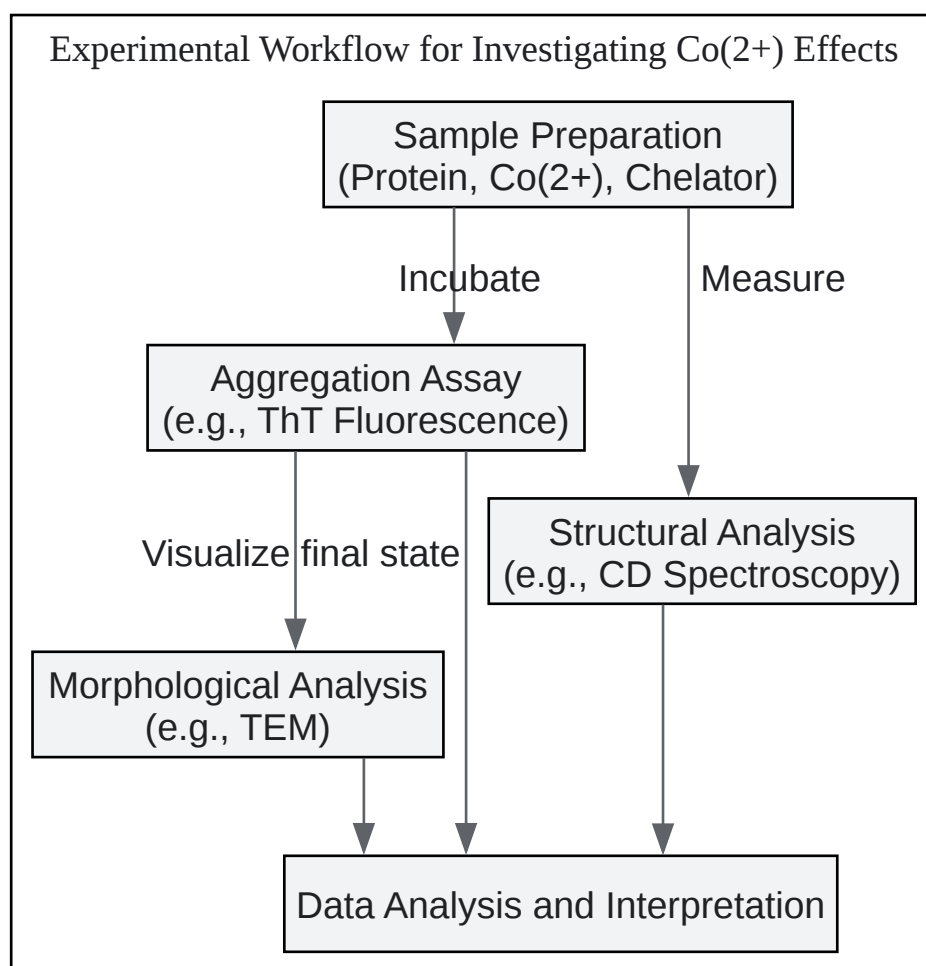 Experimental Workflow for Investigating Co(2+) Effects
Sample Preparation
(Protein, Co(2+), Chelator)
Incubate
Measure
Aggregation Assay
(e.g., ThT Fluorescence)
Structural Analysis
(e.g., CD Spectroscopy)
Visualize final state
Morphological Analysis
(e.g., TEM)
Data Analysis and Interpretation